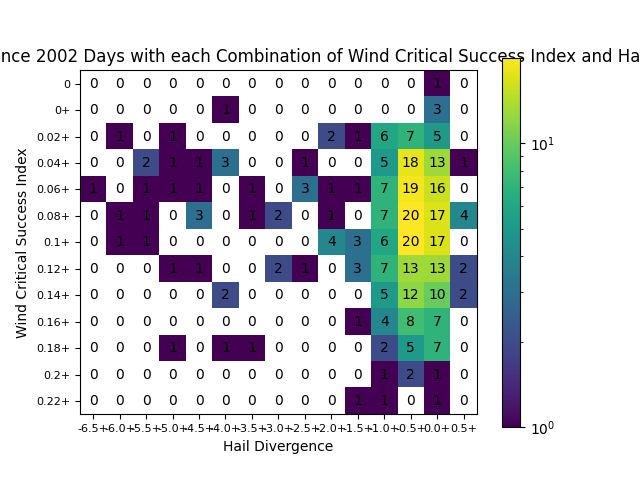 nce 2002 Days with each Combination of Wind Critical Success Index and Ha
0 0 0 0 0 0 0 0 0 0 0 0 0 0 1 0
0+ 0 0 0 0 0 1 0 0 0 0 0 0 0 3 0
0.02+ 0 1 0 1 0 0 0 0 0 2 1 6 7 5 0
0.04+ 0 0 2 1 1 3 0 0 1 0 0 5 18 13 1
0.06+ 1 0 1 1 1 0 1 0 3 1 1 7 19 16 0
0.08+ 0 1 1 0 3 0 1 2 0 1 0 7 20 17 4
0.1+ 0 1 1 0 0 0 0 0 0 4 3 6 20 17 0
0.12+ 0 0 0 1 1 0 0 2 1 0 3 7 13 13 2
0.14+ 0 0 0 0 0 2 0 0 0 0 0 5 12 10 2
0.16+ 0 0 0 0 0 0 0 0 0 0 1 4 8 7 0
0.18+ 0 0 0 1 0 1 1 0 0 0 0 2 5 7 0
0.2+ 0 0 0 0 0 0 0 0 0 0 0 1 2 1 0
0.22+ 0 0 0 0 0 0 0 0 0 0 1 1 0 1 0
-6.5+ -6.0+ -5.5+ -5.0+ -4.5+ -4.0+ -3.5+ -3.0+ -2.5+ -2.0+ -1.5+ -1.0+ -0.5+ 0.0+ 0.5+
Hail Divergence
Wind Critical Success Index
10¹
10⁰